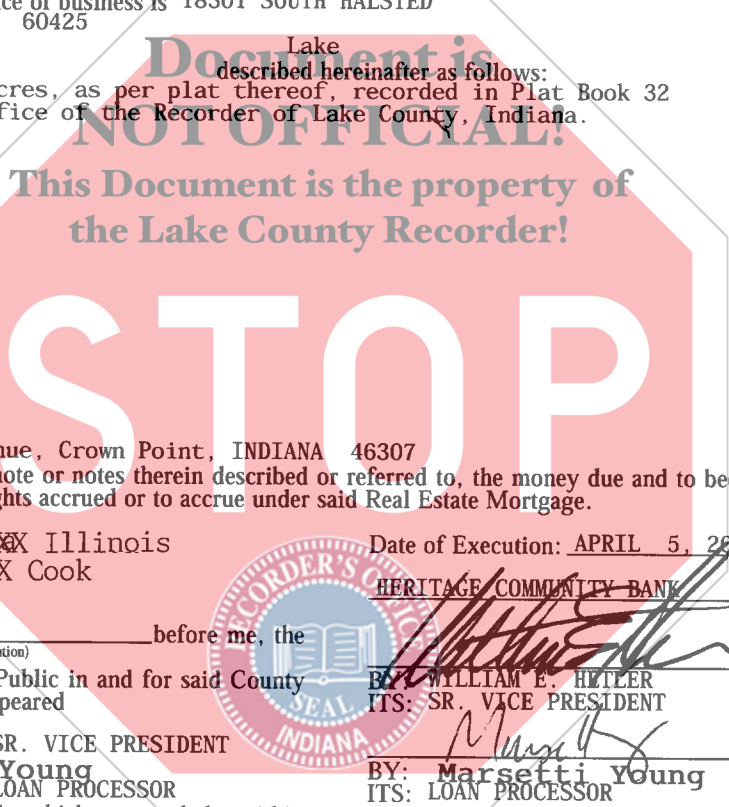 ce of business is 18301 SOUTH HALSTED
60425
Lake
described hereinafter as follows:
cres, as per plat thereof, recorded in Plat Book 32
fice of the Recorder of Lake County, Indiana.
Document is
NOT OFFICIAL!
This Document is the property of
the Lake County Recorder!
STOP
nue, Crown Point, INDIANA 46307
note or notes therein described or referred to, the money due and to be
ghts accrued or to accrue under said Real Estate Mortgage.
XX Illinois
X Cook
Date of Execution: APRIL 5, 20
HERITAGE COMMUNITY BANK
before me, the
tion)
Public in and for said County
peared
BY: WILLIAM E. HETLER
ITS: SR. VICE PRESIDENT
SR. VICE PRESIDENT
Young
LOAN PROCESSOR
BY: Marsetti Young
ITS: LOAN PROCESSOR
RECORDER'S OFFICE
SEAL
INDIANA